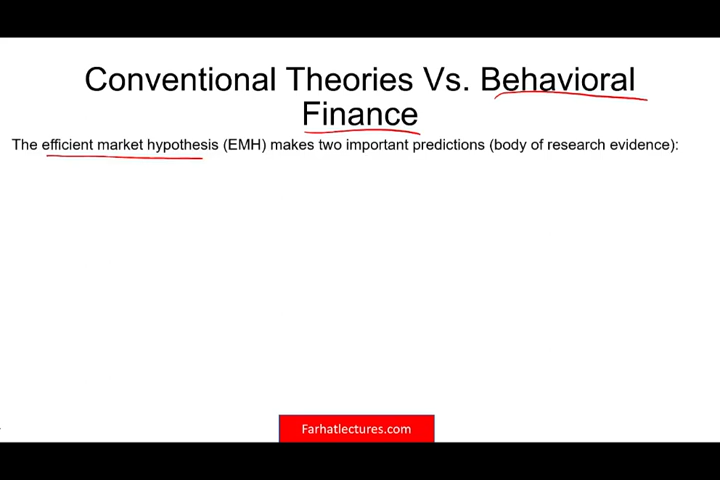 Conventional Theories Vs. Behavioral
Finance
The efficient market hypothesis (EMH) makes two important predictions (body of research evidence):
Farhatlectures.com